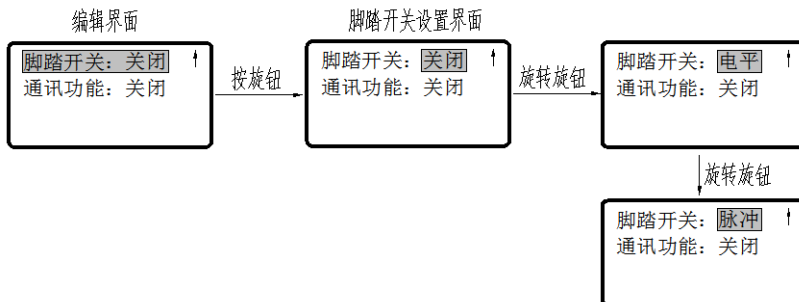 编辑界面
脚踏开关设置界面
脚踏开关：关闭
通讯功能：关闭
按旋钮
脚踏开关：关闭
通讯功能：关闭
旋转旋钮
脚踏开关：电平
通讯功能：关闭
旋转旋钮
脚踏开关：脉冲
通讯功能：关闭